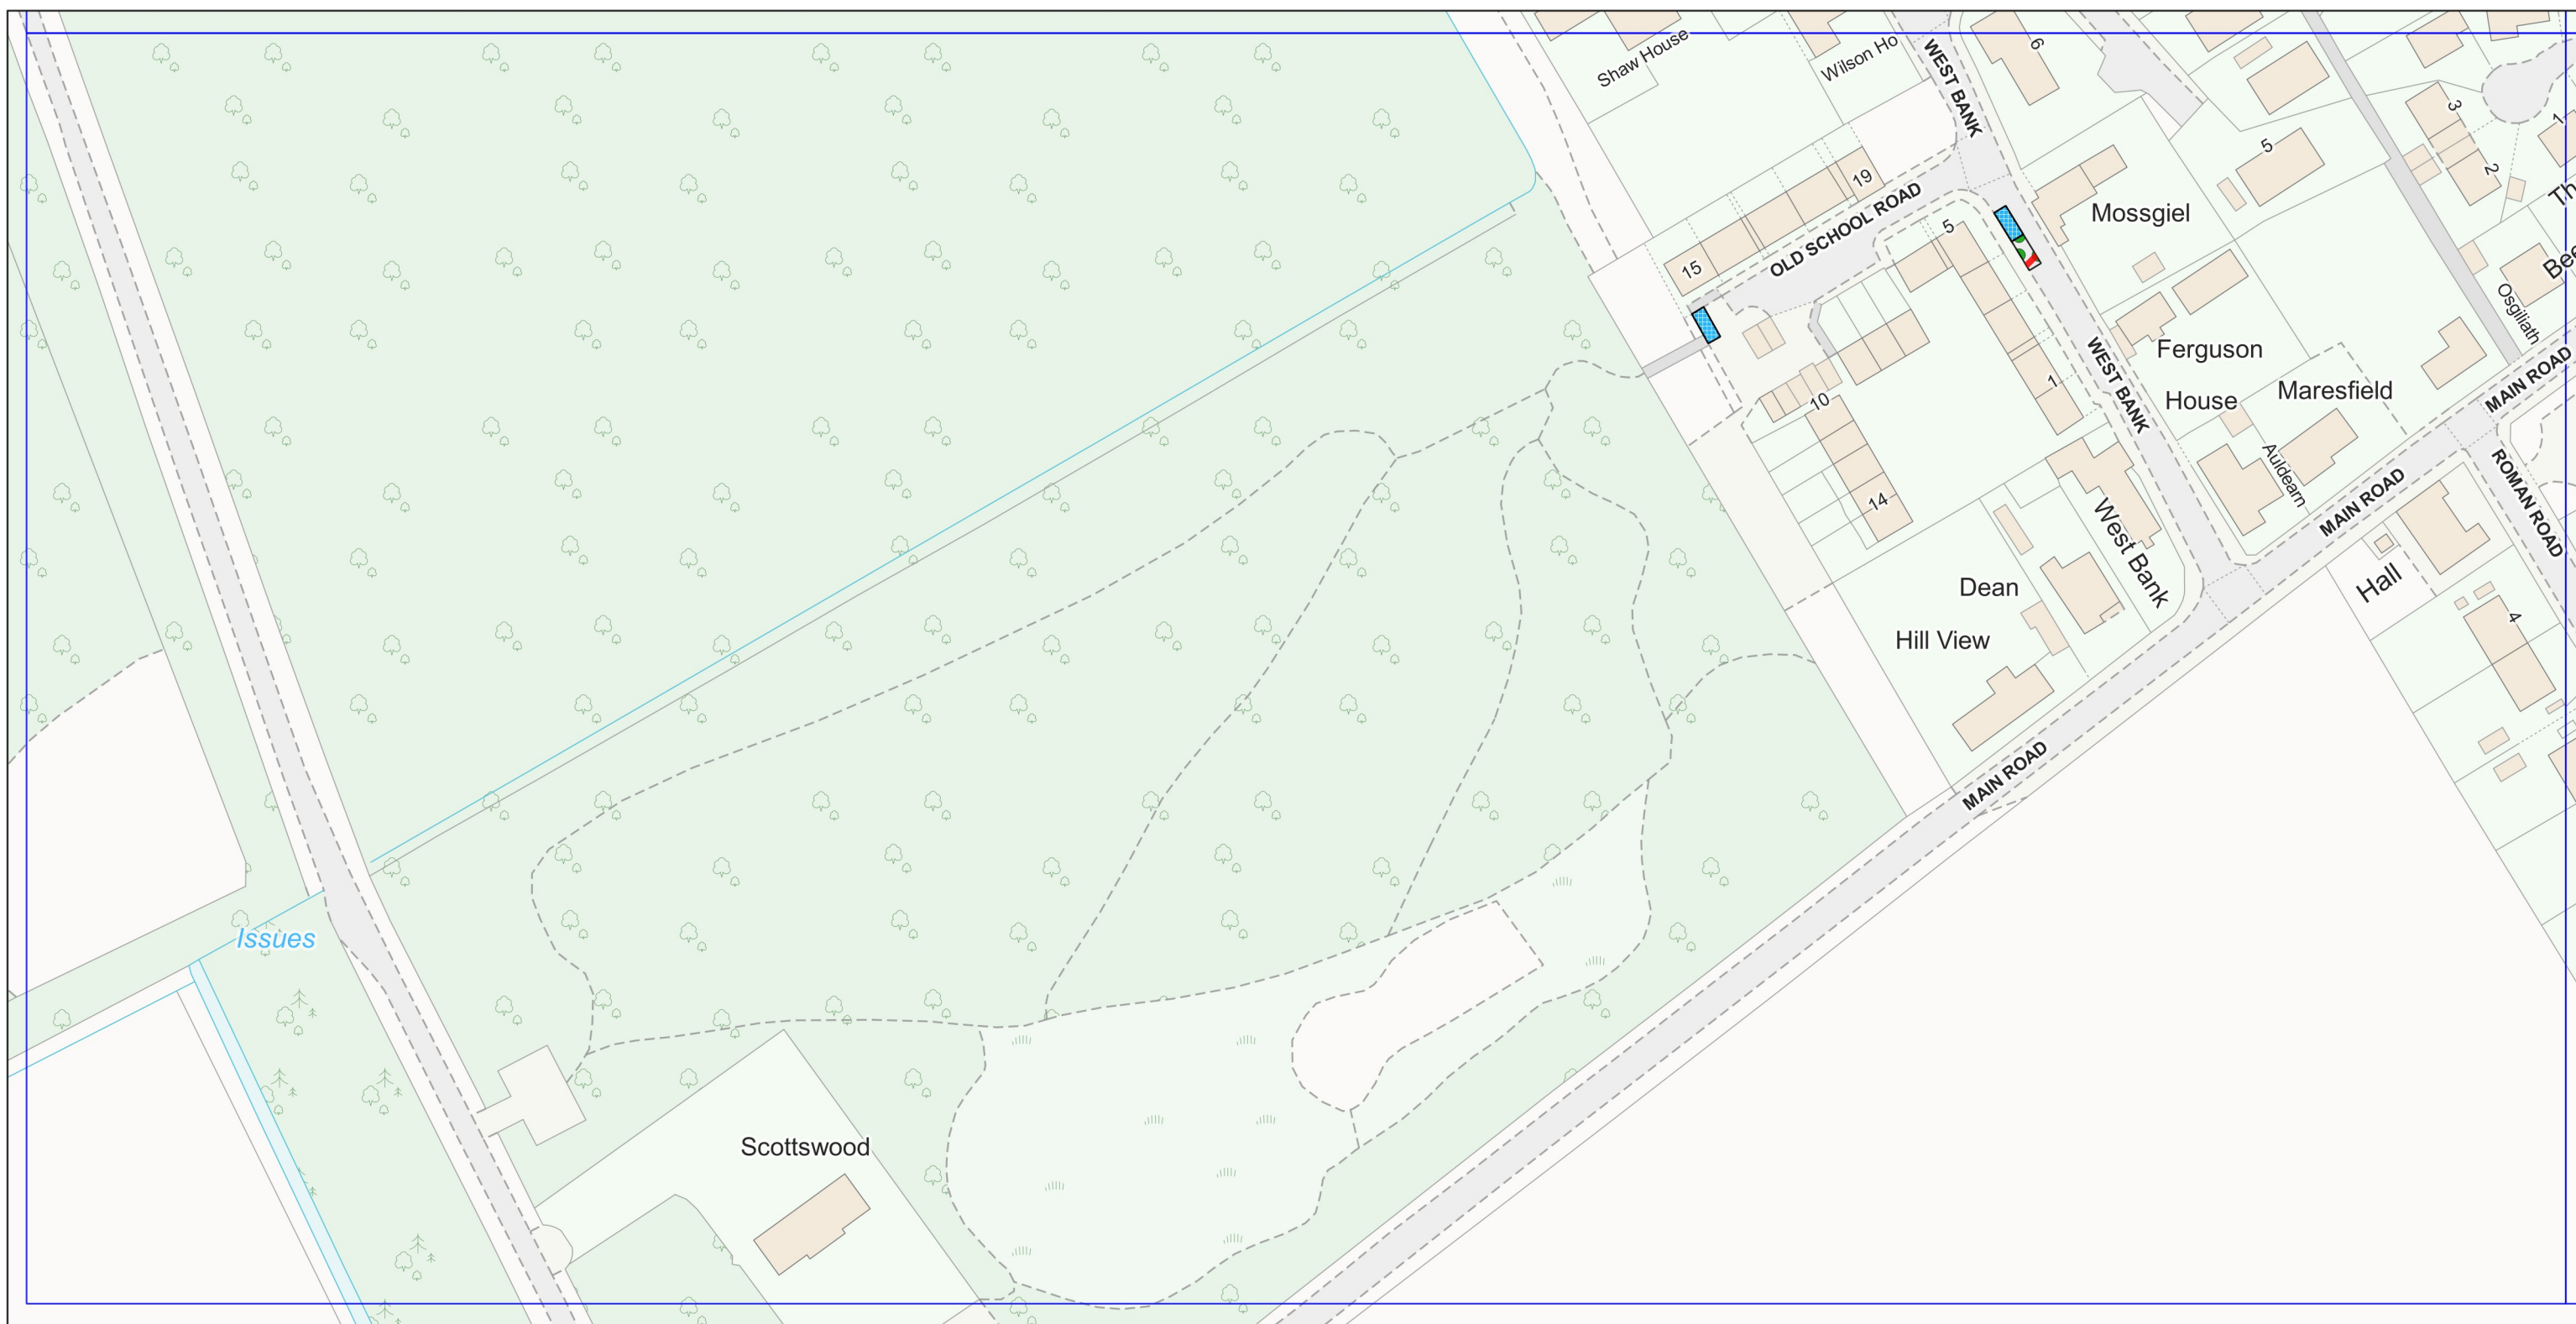 Shaw House
Wilson Ho
WEST BANK
6
3
2
1
5
19
15
OLD SCHOOL ROAD
5
Mossgiel
Th
Bee
Osgiliath
WEST BANK
Ferguson
House
Maresfield
MAIN ROAD
1
10
14
Auldearn
MAIN ROAD
ROMAN ROAD
West Bank
Hall
Dean
Hill View
4
MAIN ROAD
Issues
Scottswood